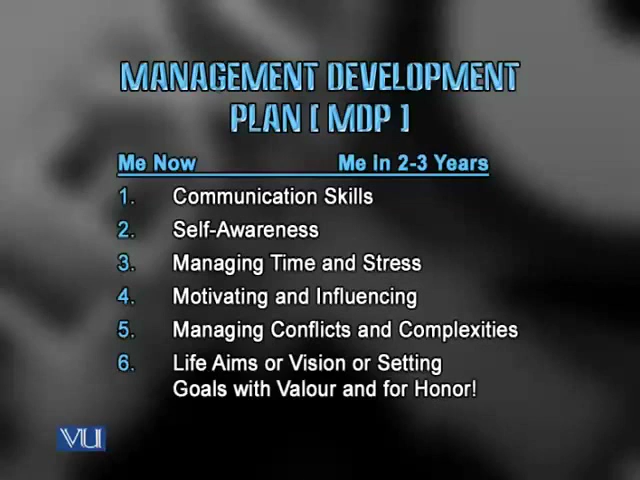 MANAGEMENT DEVELOPMENT
PLAN [ MDP ]
Me Now Me in 2-3 Years
1. Communication Skills
2. Self-Awareness
3. Managing Time and Stress
4. Motivating and Influencing
5. Managing Conflicts and Complexities
6. Life Aims or Vision or Setting
Goals with Valour and for Honor!
VU